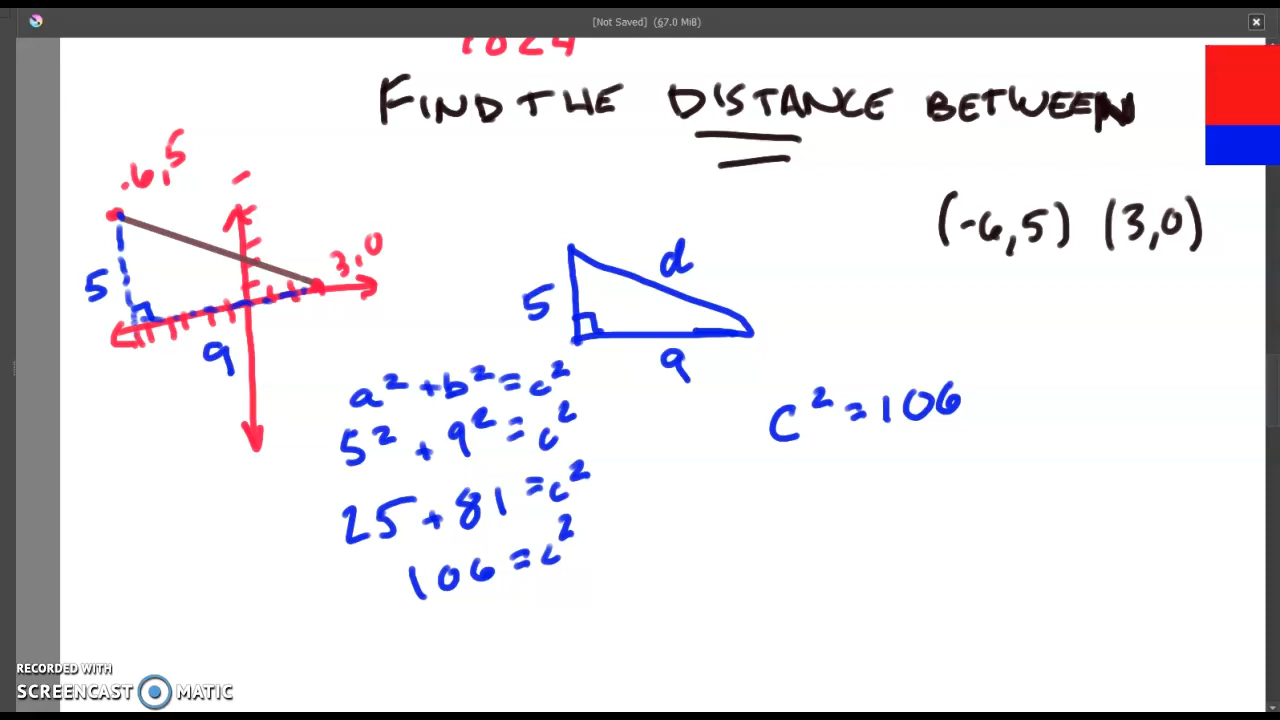 [Not Saved] (67.0 MiB)
FIND THE DISTANCE BETWEEN
(-6,5) (3,0)
-6,5
3,0
5
9
5
d
9
a² + b² = c²
5² + 9² = c²
25 + 81 = c²
106 = c²
c² = 106
RECORDED WITH
SCREENCAST MATIC